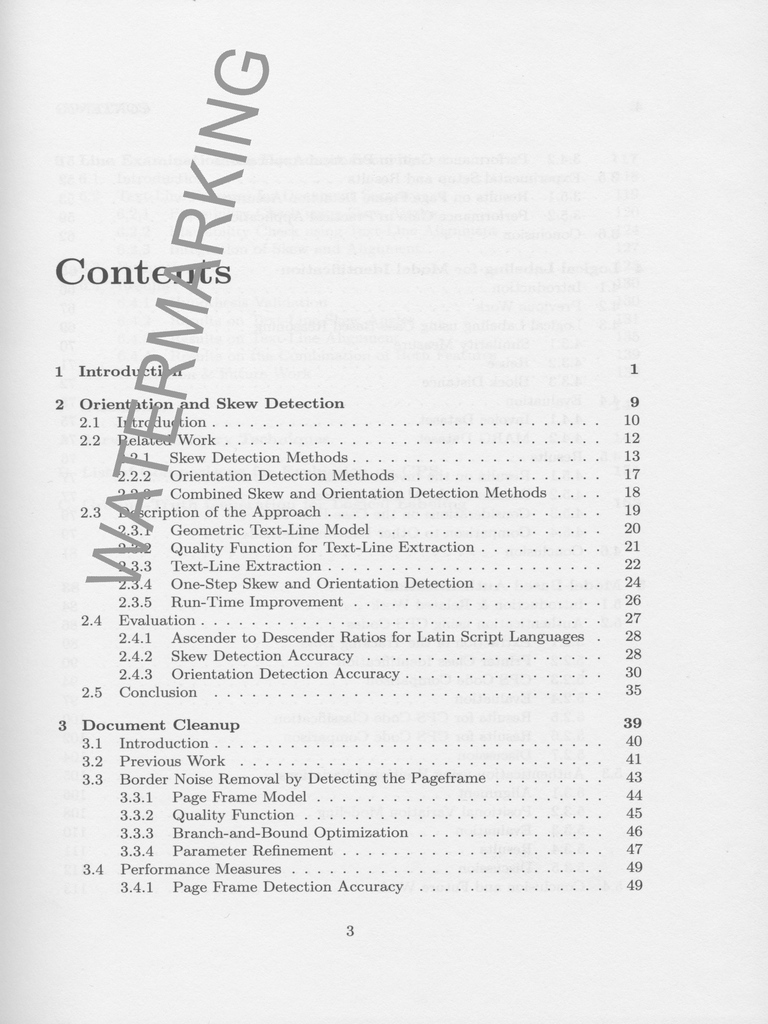 Contents
1 Introduction 1
2 Orientation and Skew Detection 9
2.1 Introduction . . . . . . . . . . . . . . . . . . . . . . . . . 10
2.2 Related Work . . . . . . . . . . . . . . . . . . . . . . . . 12
2.2.1 Skew Detection Methods . . . . . . . . . . . . . . . . 13
2.2.2 Orientation Detection Methods . . . . . . . . . . . . . 17
2.2.3 Combined Skew and Orientation Detection Methods . . . . 18
2.3 Description of the Approach . . . . . . . . . . . . . . . . . 19
2.3.1 Geometric Text-Line Model . . . . . . . . . . . . . . . 20
2.3.2 Quality Function for Text-Line Extraction . . . . . . . . 21
2.3.3 Text-Line Extraction . . . . . . . . . . . . . . . . . . 22
2.3.4 One-Step Skew and Orientation Detection . . . . . . . . 24
2.3.5 Run-Time Improvement . . . . . . . . . . . . . . . . 26
2.4 Evaluation . . . . . . . . . . . . . . . . . . . . . . . . . . 27
2.4.1 Ascender to Descender Ratios for Latin Script Languages . 28
2.4.2 Skew Detection Accuracy . . . . . . . . . . . . . . . . 28
2.4.3 Orientation Detection Accuracy . . . . . . . . . . . . . 30
2.5 Conclusion . . . . . . . . . . . . . . . . . . . . . . . . . 35
3 Document Cleanup 39
3.1 Introduction . . . . . . . . . . . . . . . . . . . . . . . . . 40
3.2 Previous Work . . . . . . . . . . . . . . . . . . . . . . . 41
3.3 Border Noise Removal by Detecting the Pageframe . . . . . . . 43
3.3.1 Page Frame Model . . . . . . . . . . . . . . . . . . . 44
3.3.2 Quality Function . . . . . . . . . . . . . . . . . . . . 45
3.3.3 Branch-and-Bound Optimization . . . . . . . . . . . . 46
3.3.4 Parameter Refinement . . . . . . . . . . . . . . . . . 47
3.4 Performance Measures . . . . . . . . . . . . . . . . . . . . 49
3.4.1 Page Frame Detection Accuracy . . . . . . . . . . . . 49
3
WATERMARKING